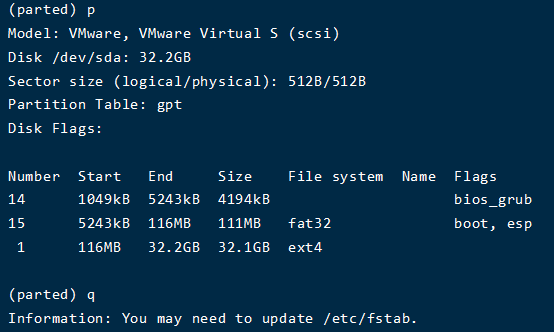 (parted) p
Model: VMware, VMware Virtual S (scsi)
Disk /dev/sda: 32.2GB
Sector size (logical/physical): 512B/512B
Partition Table: gpt
Disk Flags:
Number  Start   End     Size    File system  Name  Flags
14      1049kB  5243kB  4194kB                     bios_grub
15      5243kB  116MB   111MB   fat32              boot, esp
 1      116MB   32.2GB  32.1GB  ext4
(parted) q
Information: You may need to update /etc/fstab.